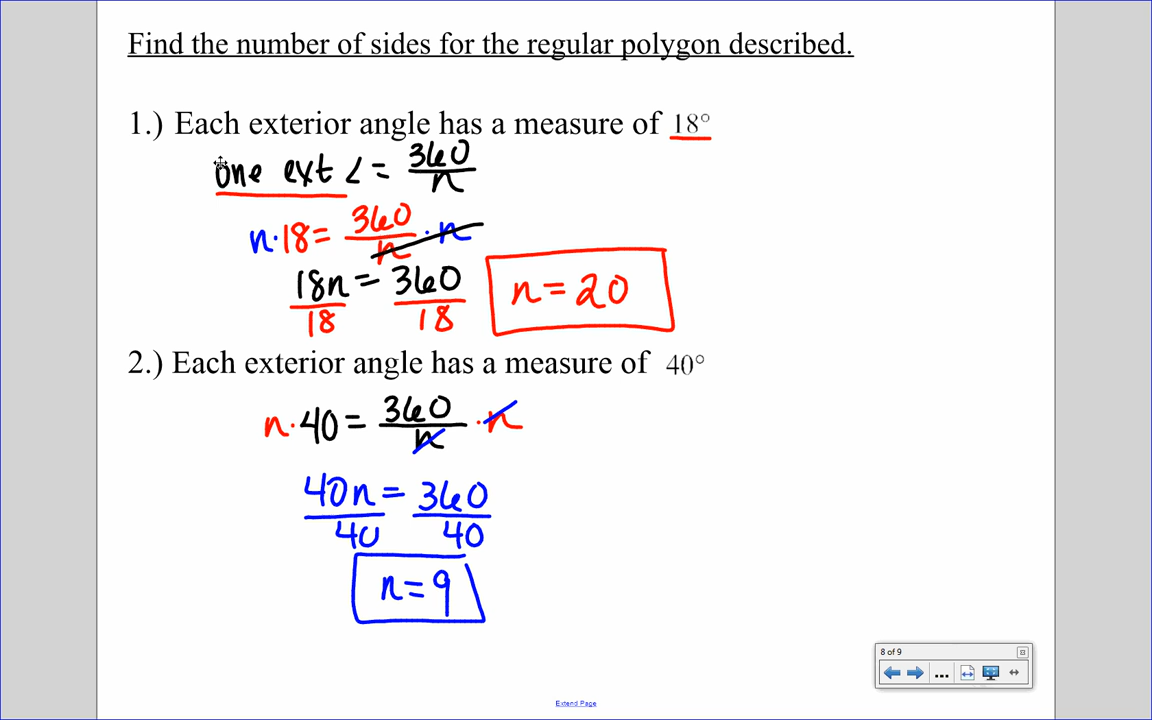 Find the number of sides for the regular polygon described.
1.) Each exterior angle has a measure of 18°
one ext < = 360/n
n·18 = 360/n ·n
18n = 360
18 18
n = 20
2.) Each exterior angle has a measure of 40°
n·40 = 360/n ·n
40n = 360
40 40
n = 9
8 of 9
...
Extend Page